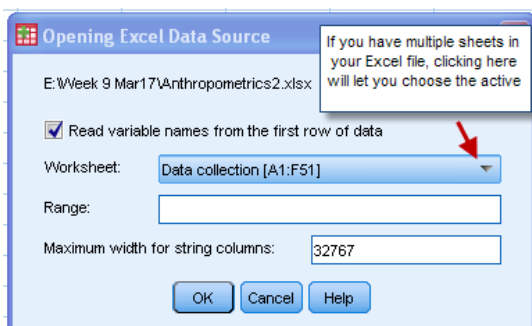 Opening Excel Data Source
If you have multiple sheets in
your Excel file, clicking here
will let you choose the active
E:\Week 9 Mar17\Anthropometrics2.xlsx
Read variable names from the first row of data
Worksheet:
Data collection [A1:F51]
Range:
Maximum width for string columns:
32767
OK
Cancel
Help